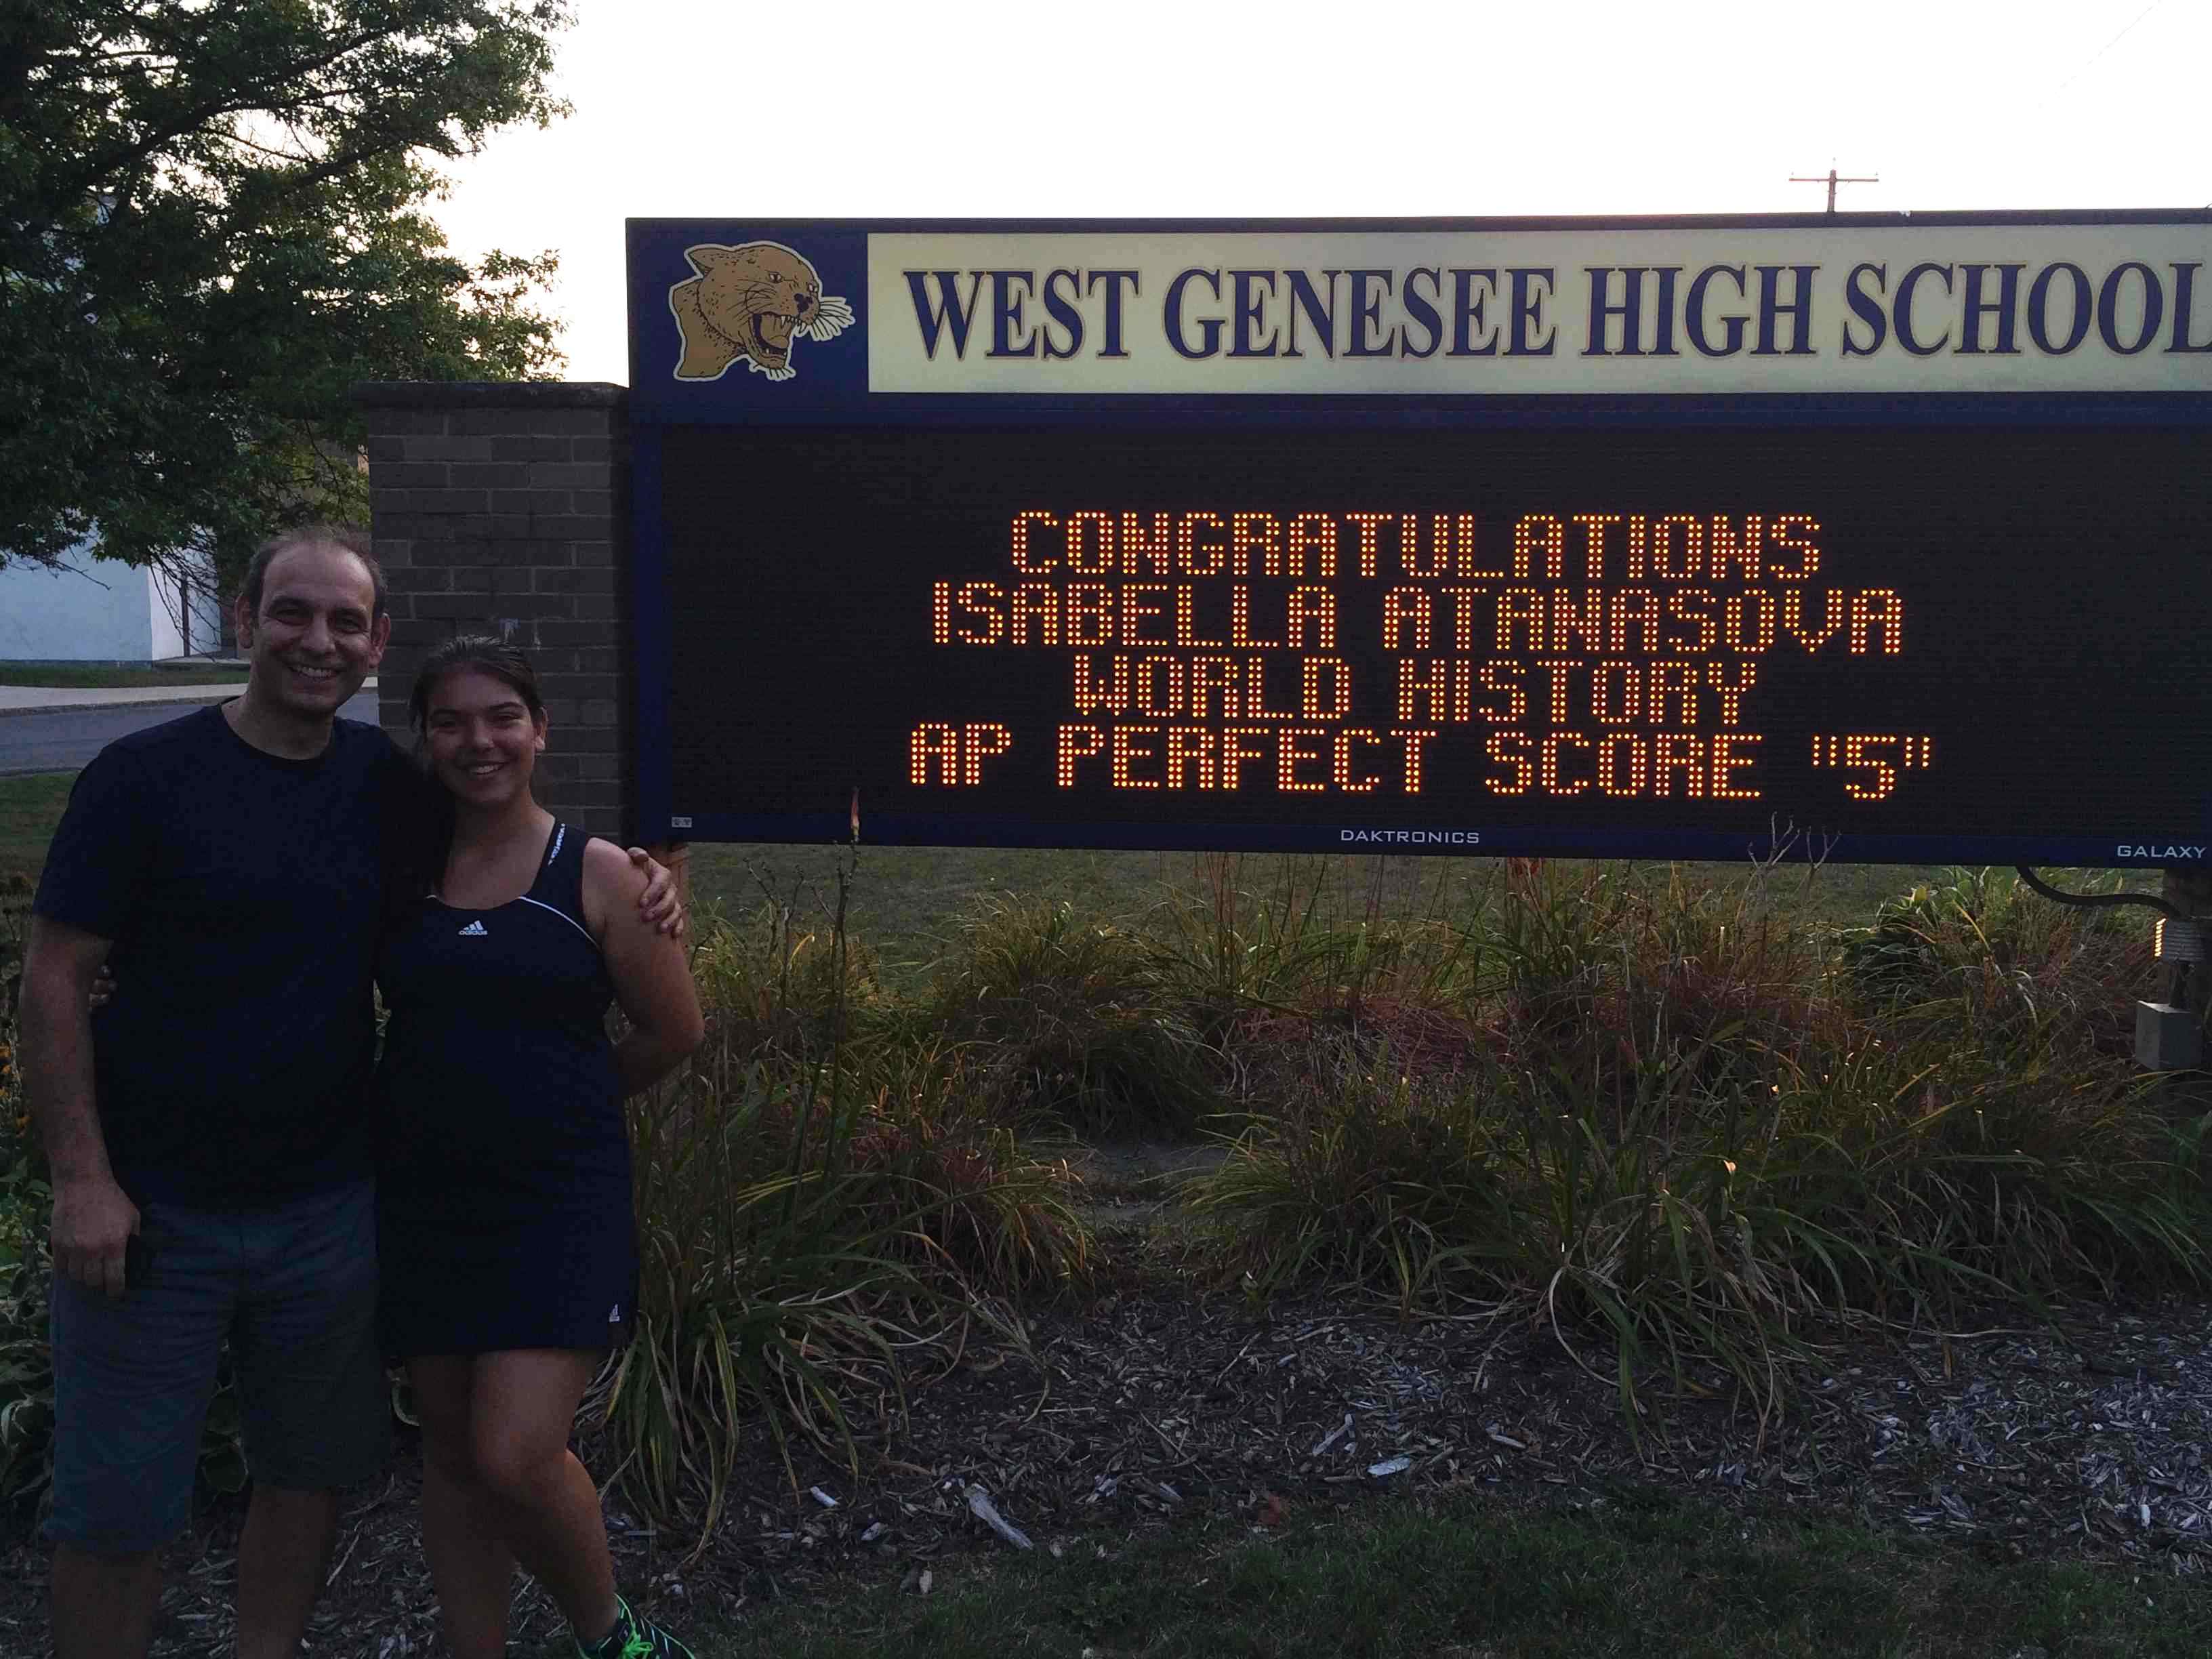 WEST GENESEE HIGH SCHOOL
CONGRATULATIONS
ISABELLA ATANASOVA
WORLD HISTORY
AP PERFECT SCORE "5"
DAKTRONICS
GALAXY
adidas